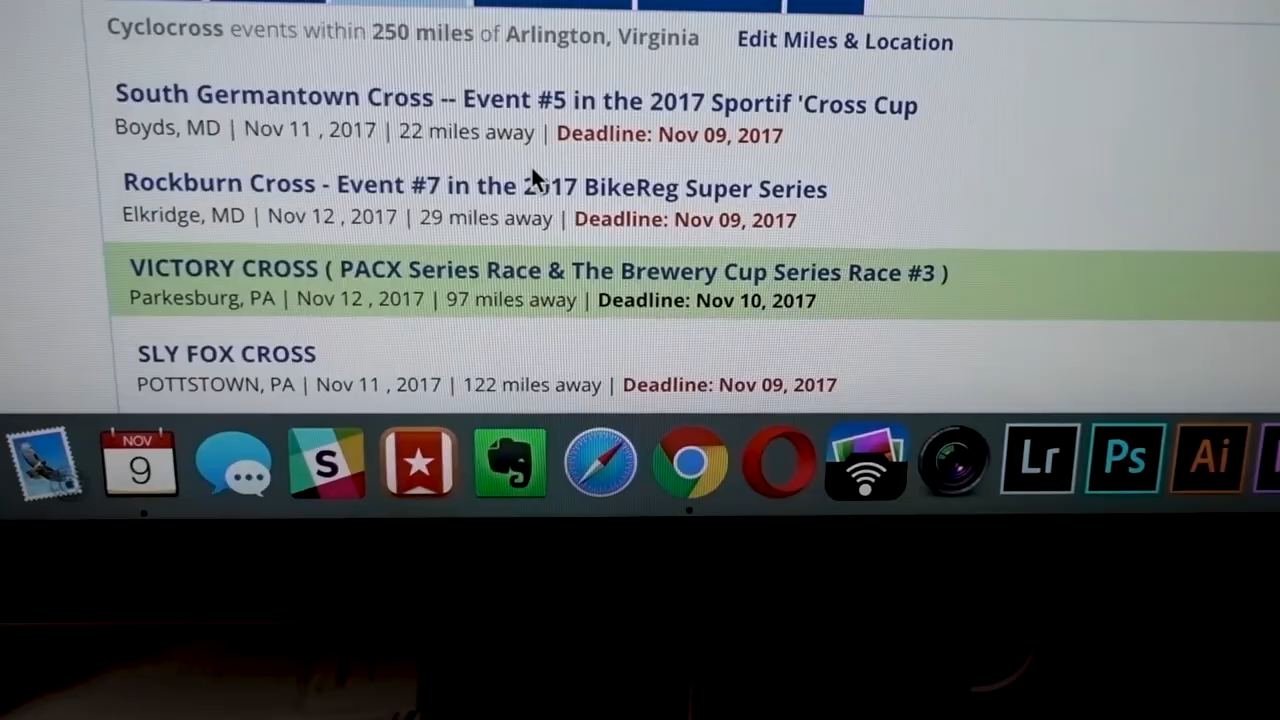 Cyclocross events within 250 miles of Arlington, Virginia Edit Miles & Location
South Germantown Cross -- Event #5 in the 2017 Sportif 'Cross Cup
Boyds, MD | Nov 11 , 2017 | 22 miles away | Deadline: Nov 09, 2017
Rockburn Cross - Event #7 in the 2017 BikeReg Super Series
Elkridge, MD | Nov 12 , 2017 | 29 miles away | Deadline: Nov 09, 2017
VICTORY CROSS ( PACX Series Race & The Brewery Cup Series Race #3 )
Parkesburg, PA | Nov 12 , 2017 | 97 miles away | Deadline: Nov 10, 2017
SLY FOX CROSS
POTTSTOWN, PA | Nov 11 , 2017 | 122 miles away | Deadline: Nov 09, 2017
NOV
9
S
Lr
Ps
Ai